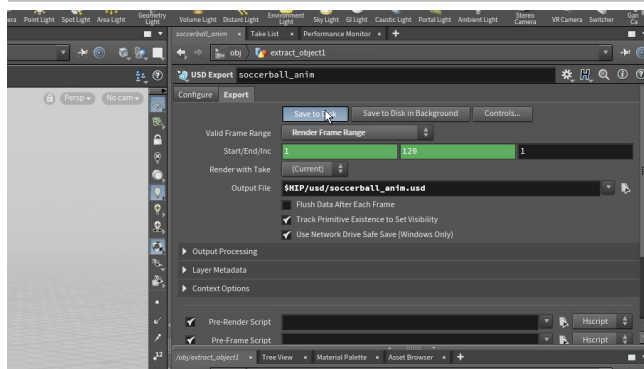 era Point Light Spot Light Area Light Geometry Light Volume Light Distant Light Environment Light Sky Light GI Light Caustic Light Portal Light Ambient Light Stereo Camera VR Camera Switcher Gan Ca
soccerball_anim × Take List × Performance Monitor × +
obj extract_object1
USD Export soccerball_anim
Persp No cam
Configure Export
Save to Disk Save to Disk in Background Controls...
Valid Frame Range Render Frame Range
Start/End/Inc 1 120 1
Render with Take (Current)
Output File $HIP/usd/soccerball_anim.usd
Flush Data After Each Frame
Track Primitive Existence to Set Visibility
Use Network Drive Safe Save (Windows Only)
Output Processing
Layer Metadata
Context Options
Pre-Render Script Hscript
Pre-Frame Script Hscript
12
/obj/extract_object1 × Tree View × Material Palette × Asset Browser × +